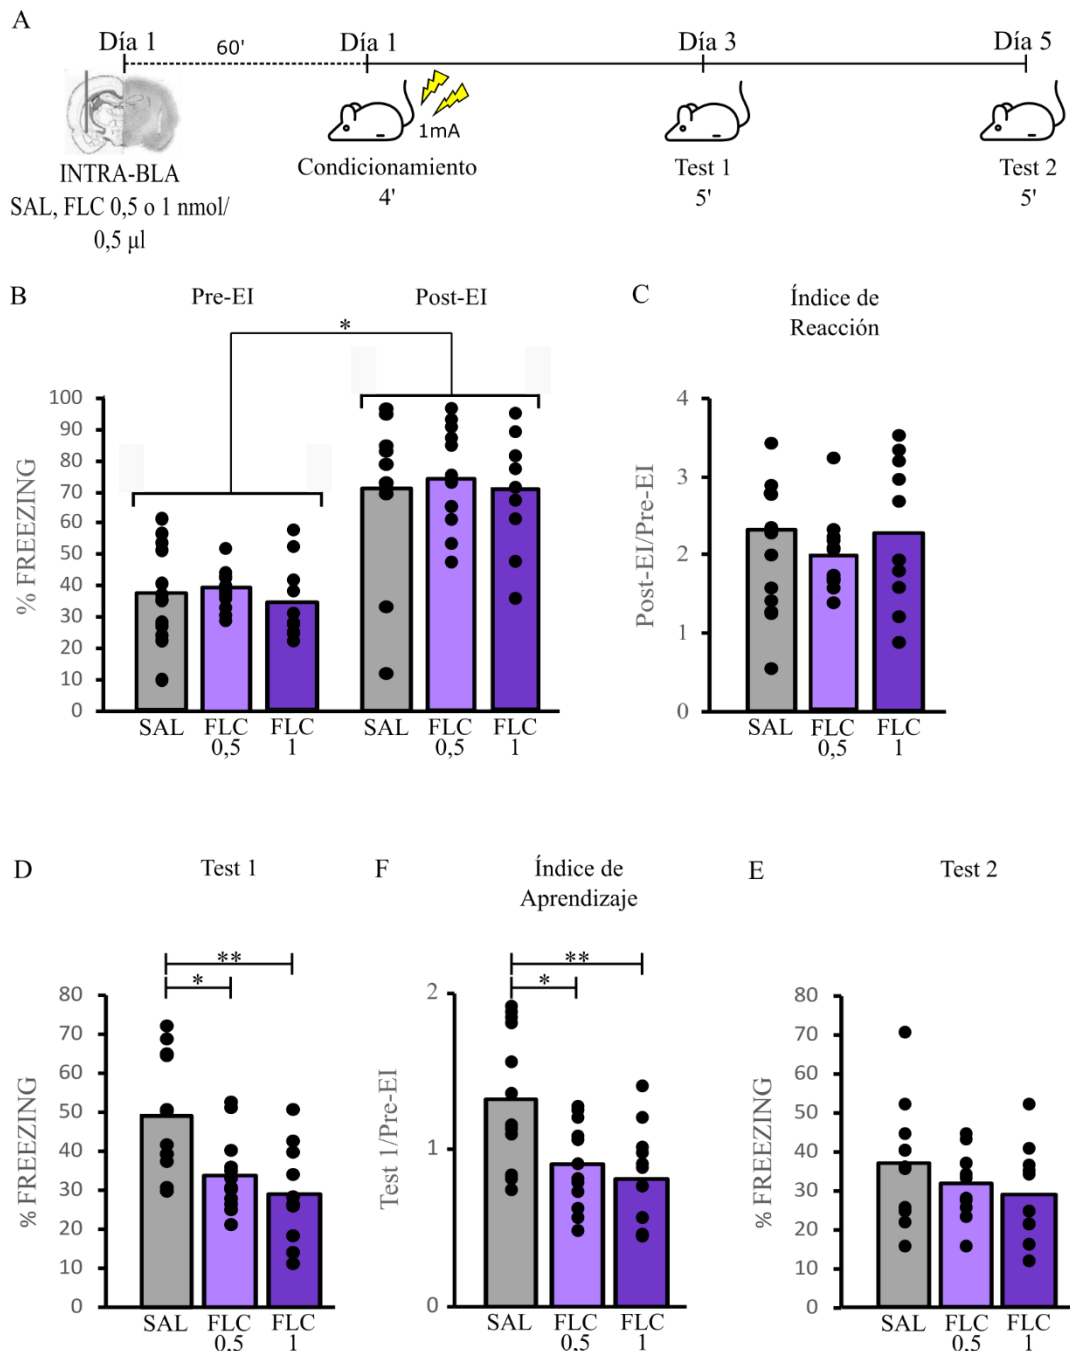 A
Día 1
60'
Día 1
Día 3
Día 5
1mA
INTRA-BLA
SAL, FLC 0,5 o 1 nmol/
0,5 µl
Condicionamiento
4'
Test 1
5'
Test 2
5'
B
Pre-EI
Post-EI
*
% FREEZING
100
90
80
70
60
50
40
30
20
10
0
SAL
FLC
0,5
FLC
1
SAL
FLC
0,5
FLC
1
C
Índice de
Reacción
Post-EI/Pre-EI
4
3
2
1
0
SAL
FLC
0,5
FLC
1
D
Test 1
**
*
% FREEZING
80
70
60
50
40
30
20
10
0
SAL
FLC
0,5
FLC
1
F
Índice de
Aprendizaje
**
*
Test 1/Pre-EI
2
1
0
SAL
FLC
0,5
FLC
1
E
Test 2
% FREEZING
80
70
60
50
40
30
20
10
0
SAL
FLC
0,5
FLC
1